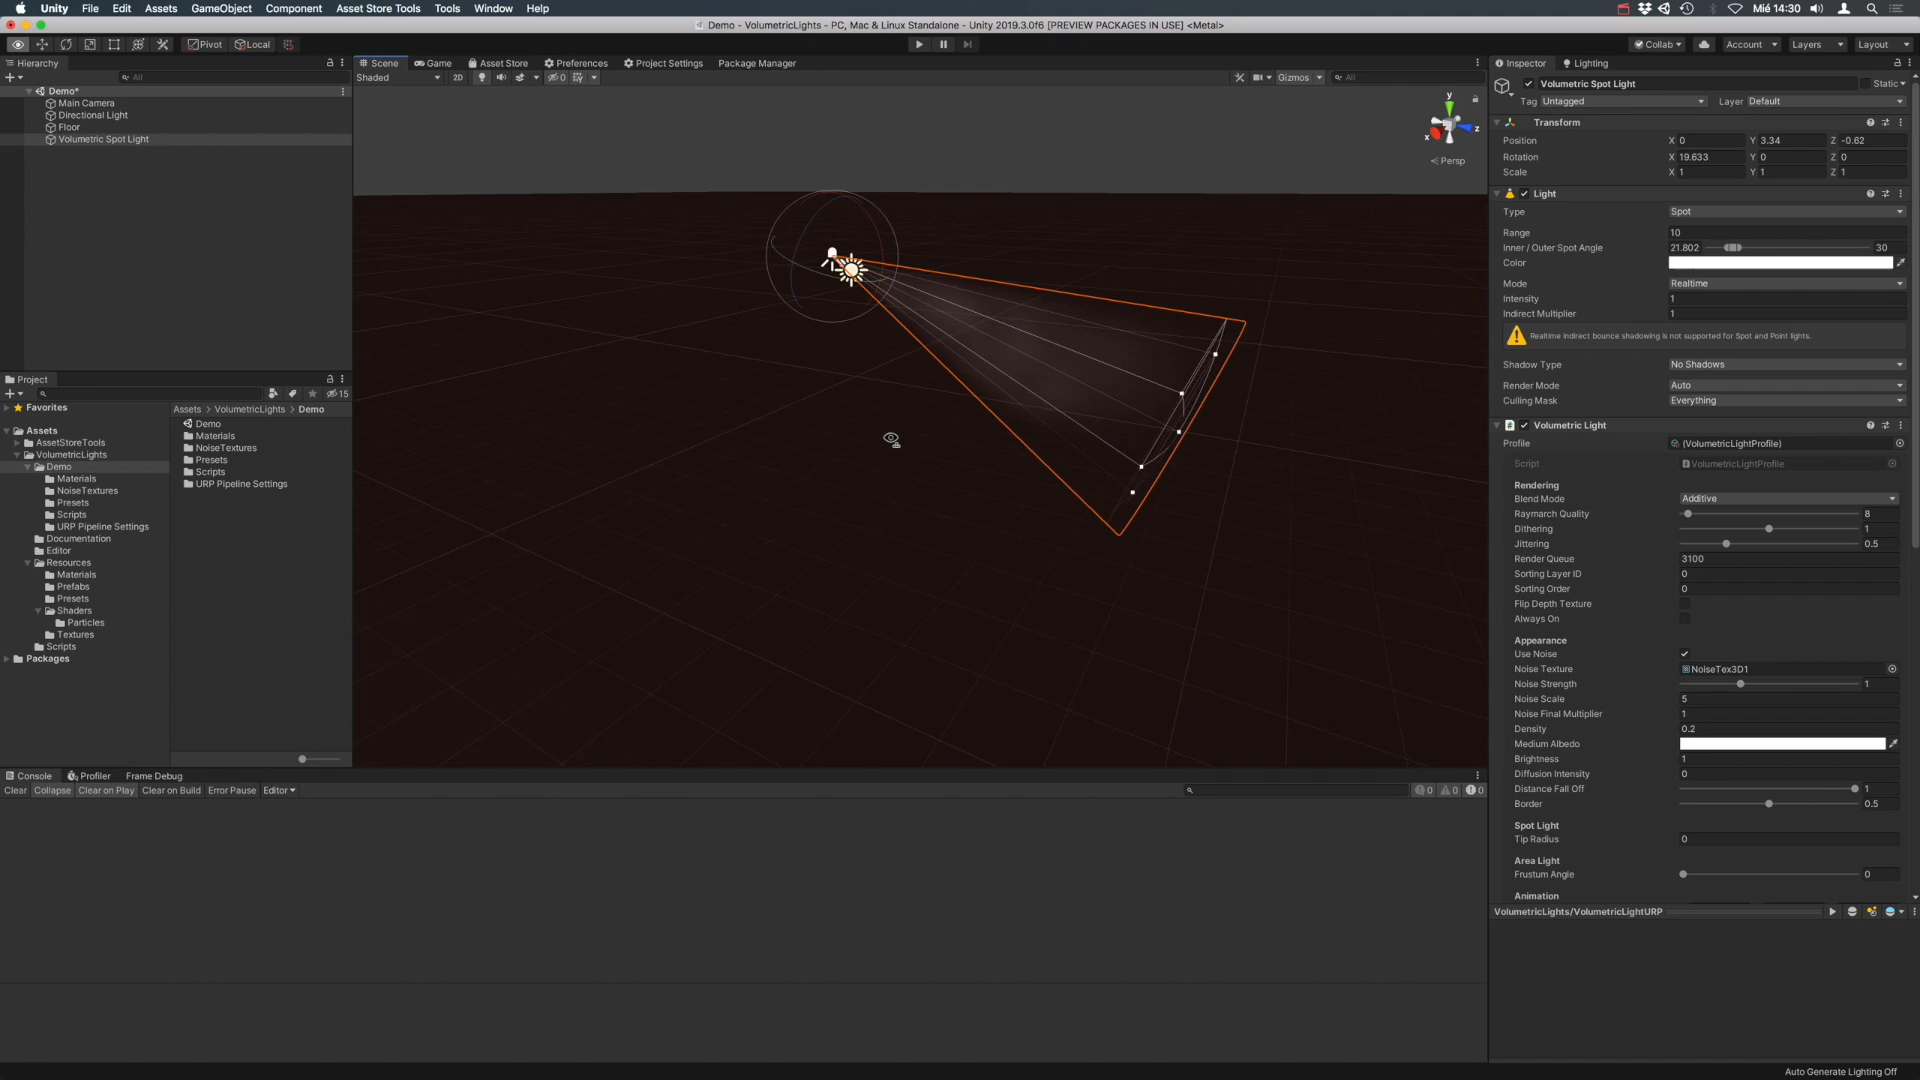 Unity File Edit Assets GameObject Component Asset Store Tools Tools Window Help Mié 14:30
Demo - VolumetricLights - PC, Mac & Linux Standalone - Unity 2019.3.0f6 [PREVIEW PACKAGES IN USE] <Metal>
Pivot Local Collab Account Layers Layout
Hierarchy
All
Demo*
Main Camera
Directional Light
Floor
Volumetric Spot Light
Scene Game Asset Store Preferences Project Settings Package Manager
Shaded 2D 0 Gizmos All
y
x z
Persp
Project
15
Favorites
Assets
AssetStoreTools
VolumetricLights
Demo
Materials
NoiseTextures
Presets
Scripts
URP Pipeline Settings
Documentation
Editor
Resources
Materials
Prefabs
Presets
Shaders
Particles
Textures
Scripts
Packages
Assets VolumetricLights Demo
Demo
Materials
NoiseTextures
Presets
Scripts
URP Pipeline Settings
Console Profiler Frame Debug
Clear Collapse Clear on Play Clear on Build Error Pause Editor 0 0 0
Inspector Lighting
Volumetric Spot Light Static
Tag Untagged Layer Default
Transform
Position X 0 Y 3.34 Z -0.62
Rotation X 19.633 Y 0 Z 0
Scale X 1 Y 1 Z 1
Light
Type Spot
Range 10
Inner / Outer Spot Angle 21.802 30
Color
Mode Realtime
Intensity 1
Indirect Multiplier 1
Realtime indirect bounce shadowing is not supported for Spot and Point lights.
Shadow Type No Shadows
Render Mode Auto
Culling Mask Everything
Volumetric Light
Profile (VolumetricLightProfile)
Script VolumetricLightProfile
Rendering
Blend Mode Additive
Raymarch Quality 8
Dithering 1
Jittering 0.5
Render Queue 3100
Sorting Layer ID 0
Sorting Order 0
Flip Depth Texture
Always On
Appearance
Use Noise
Noise Texture NoiseTex3D1
Noise Strength 1
Noise Scale 5
Noise Final Multiplier 1
Density 0.2
Medium Albedo
Brightness 1
Diffusion Intensity 0
Distance Fall Off 1
Border 0.5
Spot Light
Tip Radius 0
Area Light
Frustum Angle 0
Animation
VolumetricLights/VolumetricLightURP
Auto Generate Lighting Off